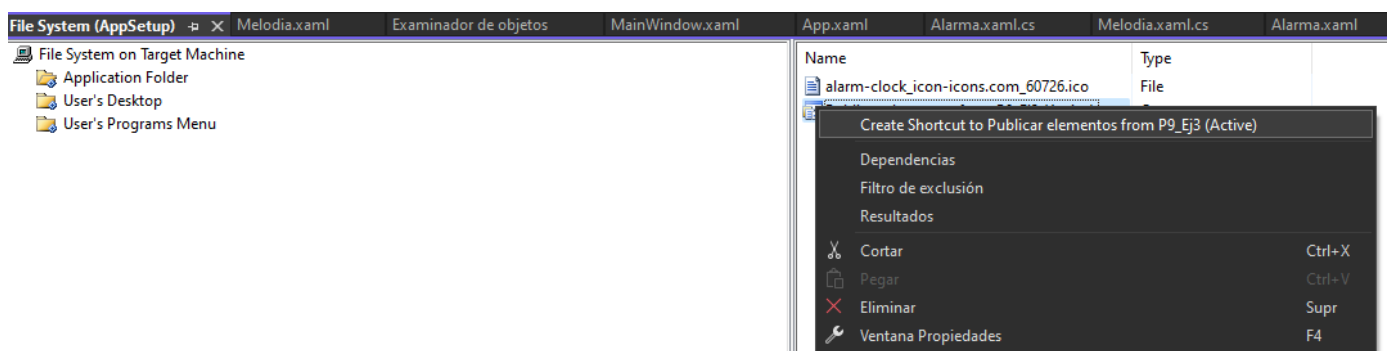 File System (AppSetup) Melodia.xaml Examinador de objetos MainWindow.xaml App.xaml Alarma.xaml.cs Melodia.xaml.cs Alarma.xaml
File System on Target Machine
Application Folder
User's Desktop
User's Programs Menu
Name Type
alarm-clock_icon-icons.com_60726.ico File
Create Shortcut to Publicar elementos from P9_Ej3 (Active)
Dependencias
Filtro de exclusión
Resultados
Cortar Ctrl+X
Pegar Ctrl+V
Eliminar Supr
Ventana Propiedades F4